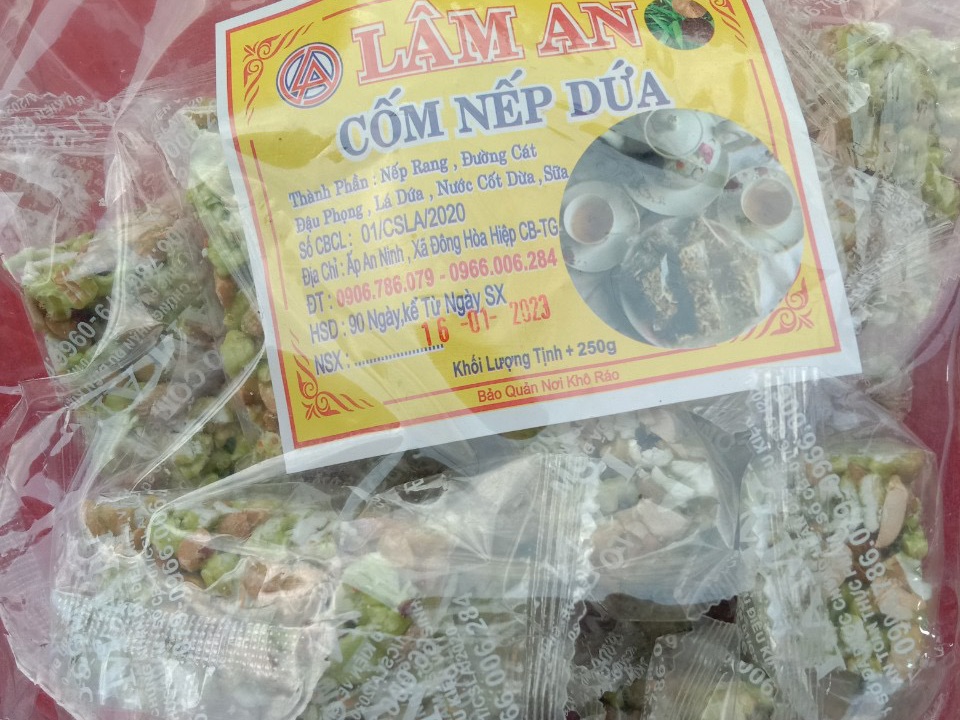 LÂM AN
CỐM NẾP DỨA
Thành Phần : Nếp Rang , Đường Cát
Đậu Phọng , Lá Dứa , Nước Cốt Dừa , Sữa
Số CBCL : 01/CSLA/2020
Địa Chỉ : Ấp An Ninh , Xã Đông Hòa Hiệp CB-TG
ĐT : 0906.786.079 - 0966.006.284
HSD : 90 Ngày,kể Từ Ngày SX
NSX : ...................... 16 -01- 2023
Khối Lượng Tịnh + 250g
Bảo Quản Nơi Khô Ráo